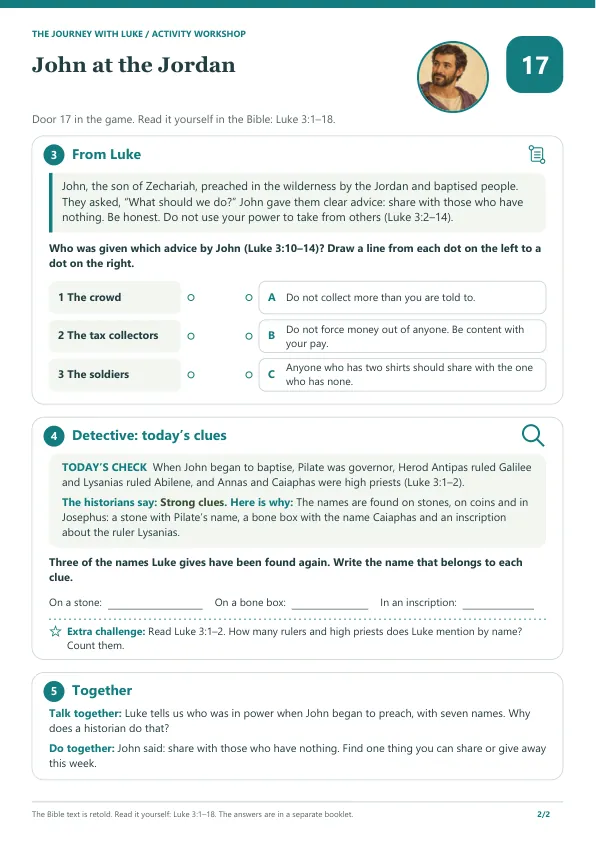 THE JOURNEY WITH LUKE / ACTIVITY WORKSHOP
John at the Jordan
17
Door 17 in the game. Read it yourself in the Bible: Luke 3:1–18.
3 From Luke
John, the son of Zechariah, preached in the wilderness by the Jordan and baptised people.
They asked, “What should we do?” John gave them clear advice: share with those who have
nothing. Be honest. Do not use your power to take from others (Luke 3:2–14).
Who was given which advice by John (Luke 3:10–14)? Draw a line from each dot on the left to a
dot on the right.
1 The crowd
A Do not collect more than you are told to.
2 The tax collectors
B Do not force money out of anyone. Be content with
your pay.
3 The soldiers
C Anyone who has two shirts should share with the one
who has none.
4 Detective: today’s clues
TODAY’S CHECK When John began to baptise, Pilate was governor, Herod Antipas ruled Galilee
and Lysanias ruled Abilene, and Annas and Caiaphas were high priests (Luke 3:1–2).
The historians say: Strong clues. Here is why: The names are found on stones, on coins and in
Josephus: a stone with Pilate’s name, a bone box with the name Caiaphas and an inscription
about the ruler Lysanias.
Three of the names Luke gives have been found again. Write the name that belongs to each
clue.
On a stone: ____ On a bone box: ____ In an inscription: ____
Extra challenge: Read Luke 3:1–2. How many rulers and high priests does Luke mention by name?
Count them.
5 Together
Talk together: Luke tells us who was in power when John began to preach, with seven names. Why
does a historian do that?
Do together: John said: share with those who have nothing. Find one thing you can share or give away
this week.
The Bible text is retold. Read it yourself: Luke 3:1–18. The answers are in a separate booklet.
2/2